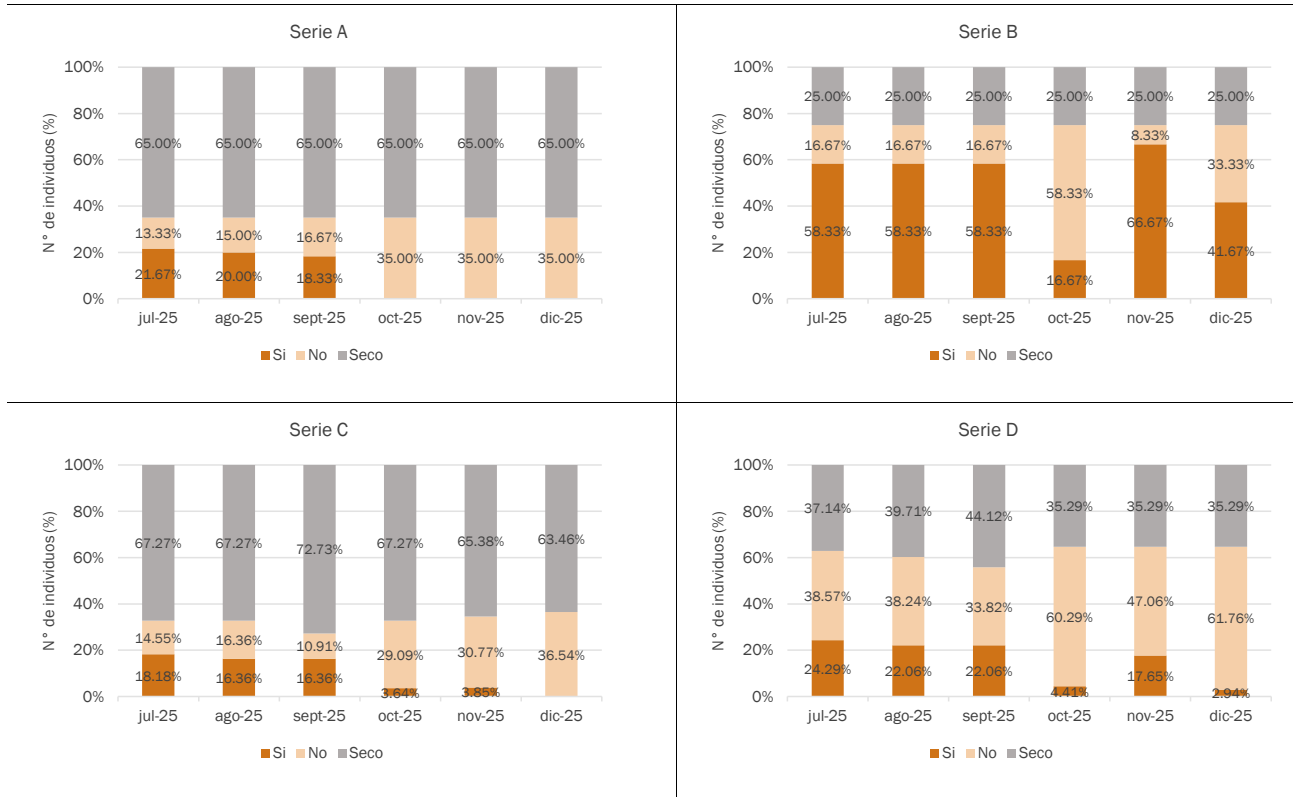 Serie A
N° de individuos (%)
100%
80%
60%
40%
20%
0%
65.00% 65.00% 65.00% 65.00% 65.00% 65.00%
13.33% 15.00% 16.67% 35.00% 35.00% 35.00%
21.67% 20.00% 18.33%
jul-25 ago-25 sept-25 oct-25 nov-25 dic-25
Si No Seco
Serie B
N° de individuos (%)
100%
80%
60%
40%
20%
0%
25.00% 25.00% 25.00% 25.00% 25.00% 25.00%
16.67% 16.67% 16.67% 58.33% 8.33% 33.33%
58.33% 58.33% 58.33% 16.67% 66.67% 41.67%
jul-25 ago-25 sept-25 oct-25 nov-25 dic-25
Si No Seco
Serie C
N° de individuos (%)
100%
80%
60%
40%
20%
0%
67.27% 67.27% 72.73% 67.27% 65.38% 63.46%
14.55% 16.36% 10.91% 29.09% 30.77% 36.54%
18.18% 16.36% 16.36% 3.64% 3.85%
jul-25 ago-25 sept-25 oct-25 nov-25 dic-25
Si No Seco
Serie D
N° de individuos (%)
100%
80%
60%
40%
20%
0%
37.14% 39.71% 44.12% 35.29% 35.29% 35.29%
38.57% 38.24% 33.82% 60.29% 47.06% 61.76%
24.29% 22.06% 22.06% 4.41% 17.65% 2.94%
jul-25 ago-25 sept-25 oct-25 nov-25 dic-25
Si No Seco